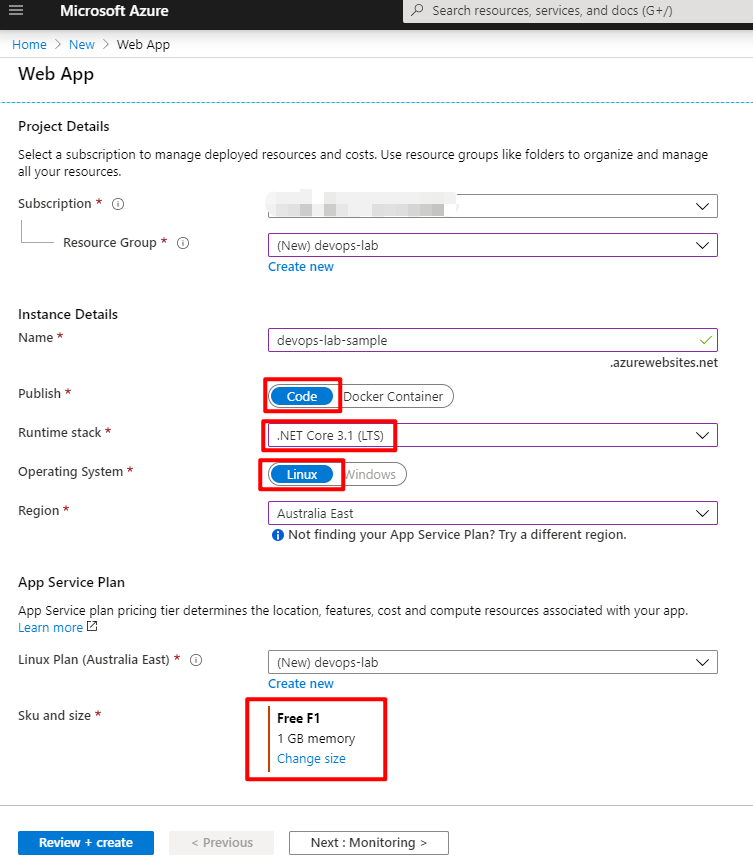 Microsoft Azure
Search resources, services, and docs (G+/)
Home > New > Web App
Web App
Project Details
Select a subscription to manage deployed resources and costs. Use resource groups like folders to organize and manage
all your resources.
Subscription *
Resource Group *
(New) devops-lab
Create new
Instance Details
Name *
devops-lab-sample
.azurewebsites.net
Publish *
Code
Docker Container
Runtime stack *
.NET Core 3.1 (LTS)
Operating System *
Linux
Windows
Region *
Australia East
Not finding your App Service Plan? Try a different region.
App Service Plan
App Service plan pricing tier determines the location, features, cost and compute resources associated with your app.
Learn more
Linux Plan (Australia East) *
(New) devops-lab
Create new
Sku and size *
Free F1
1 GB memory
Change size
Review + create
< Previous
Next : Monitoring >